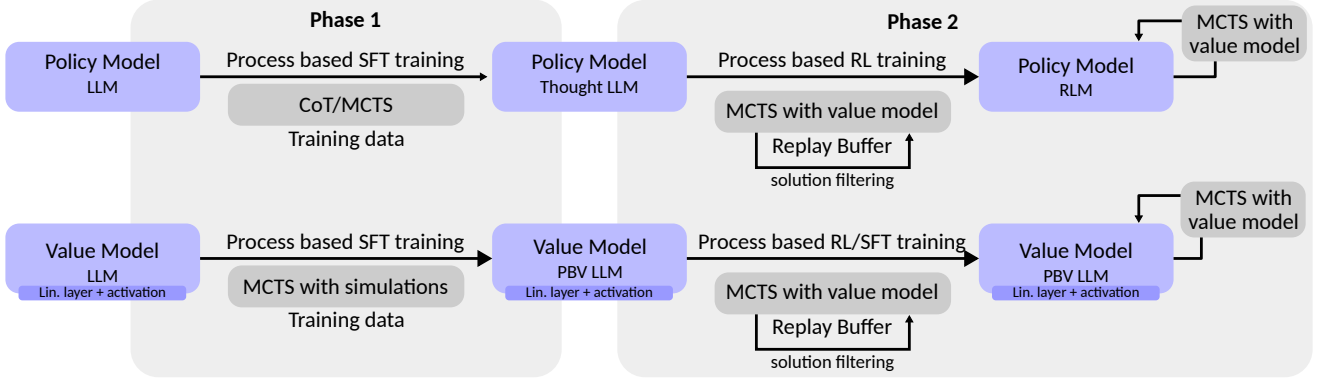 Phase 1
Phase 2
Policy Model
LLM
Process based SFT training
CoT/MCTS
Training data
Policy Model
Thought LLM
Process based RL training
MCTS with value model
Replay Buffer
solution filtering
Policy Model
RLM
MCTS with
value model
Value Model
LLM
Lin. layer + activation
Process based SFT training
MCTS with simulations
Training data
Value Model
PBV LLM
Lin. layer + activation
Process based RL/SFT training
MCTS with value model
Replay Buffer
solution filtering
Value Model
PBV LLM
Lin. layer + activation
MCTS with
value model